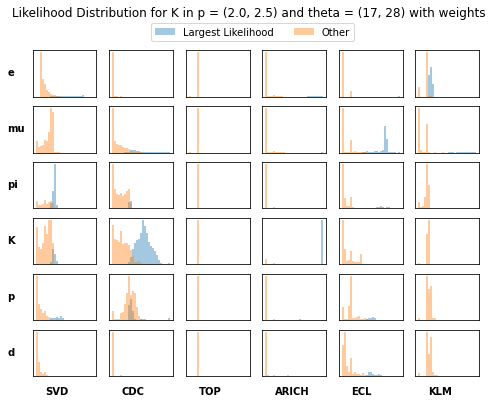 Likelihood Distribution for K in p = (2.0, 2.5) and theta = (17, 28) with weights
Largest Likelihood Other
e
mu
pi
K
p
d
SVD CDC TOP ARICH ECL KLM